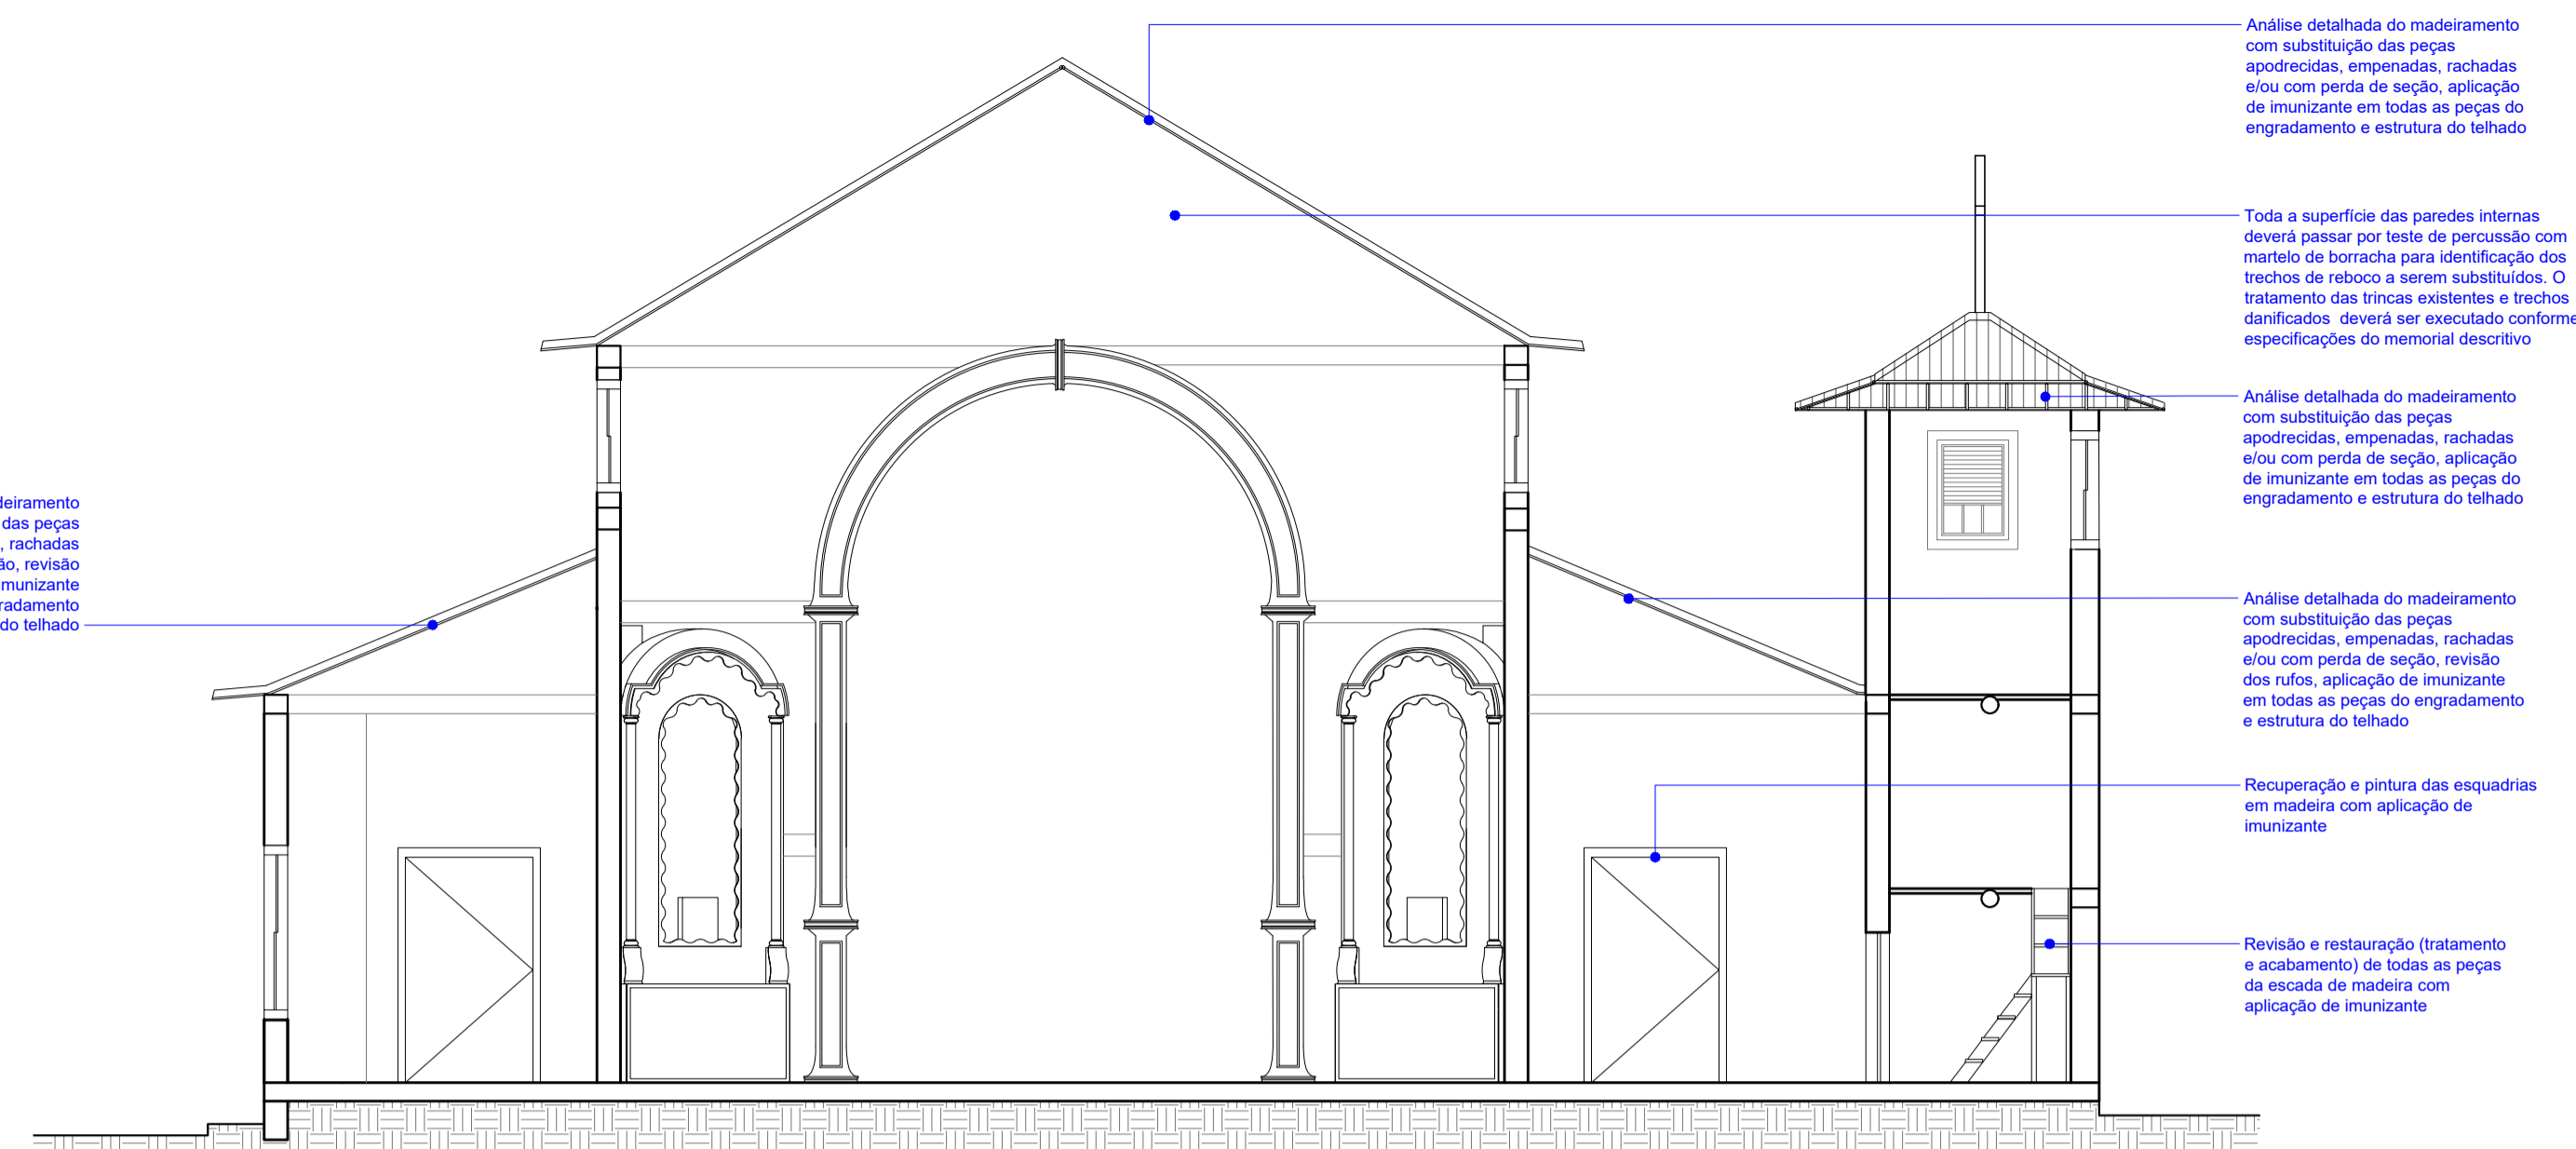 Análise detalhada do madeiramento
com substituição das peças
apodrecidas, empenadas, rachadas
e/ou com perda de seção, aplicação
de imunizante em todas as peças do
engradamento e estrutura do telhado
Toda a superfície das paredes internas
deverá passar por teste de percussão com
martelo de borracha para identificação dos
trechos de reboco a serem substituídos. O
tratamento das trincas existentes e trechos
danificados deverá ser executado conforme
especificações do memorial descritivo
Análise detalhada do madeiramento
com substituição das peças
apodrecidas, empenadas, rachadas
e/ou com perda de seção, aplicação
de imunizante em todas as peças do
engradamento e estrutura do telhado
das peças
, rachadas
, revisão
imunizante
do telhado
Análise detalhada do madeiramento
com substituição das peças
apodrecidas, empenadas, rachadas
e/ou com perda de seção, revisão
dos rufos, aplicação de imunizante
em todas as peças do engradamento
e estrutura do telhado
Recuperação e pintura das esquadrias
em madeira com aplicação de
imunizante
Revisão e restauração (tratamento
e acabamento) de todas as peças
da escada de madeira com
aplicação de imunizante